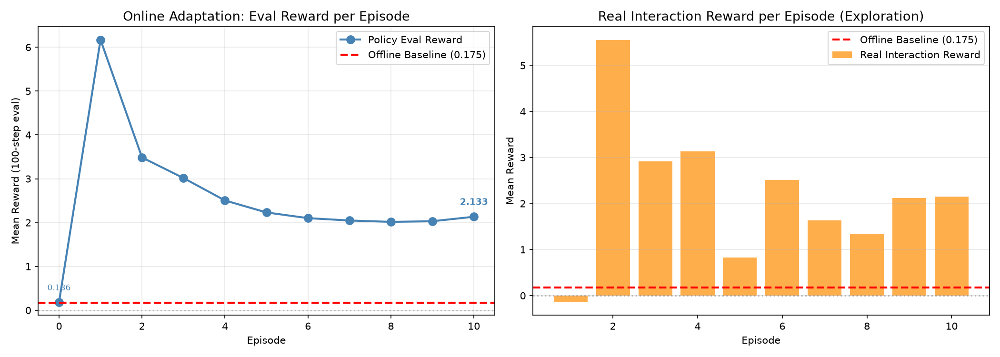 Online Adaptation: Eval Reward per Episode
Mean Reward (100-step eval)
6
5
4
3
2
1
0
Policy Eval Reward
Offline Baseline (0.175)
0.186
2.133
0 2 4 6 8 10
Episode
Real Interaction Reward per Episode (Exploration)
Mean Reward
5
4
3
2
1
0
Offline Baseline (0.175)
Real Interaction Reward
2 4 6 8 10
Episode